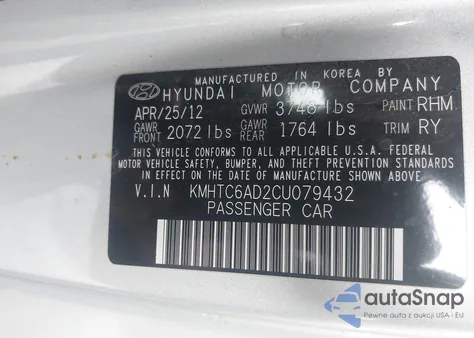 MANUFACTURED IN KOREA BY
HYUNDAI MOTOR COMPANY
APR/25/12 GVWR 3748 lbs PAINT RHM
GAWR FRONT 2072 lbs GAWR REAR 1764 lbs TRIM RY
THIS VEHICLE CONFORMS TO ALL APPLICABLE U.S.A. FEDERAL
MOTOR VEHICLE SAFETY, BUMPER, AND THEFT PREVENTION STANDARDS
IN EFFECT ON THE DATE OF MANUFACTURE SHOWN ABOVE.
V.I.N KMHTC6AD2CU079432
PASSENGER CAR
autoSnap
Pewne auta z aukcji USA - EU